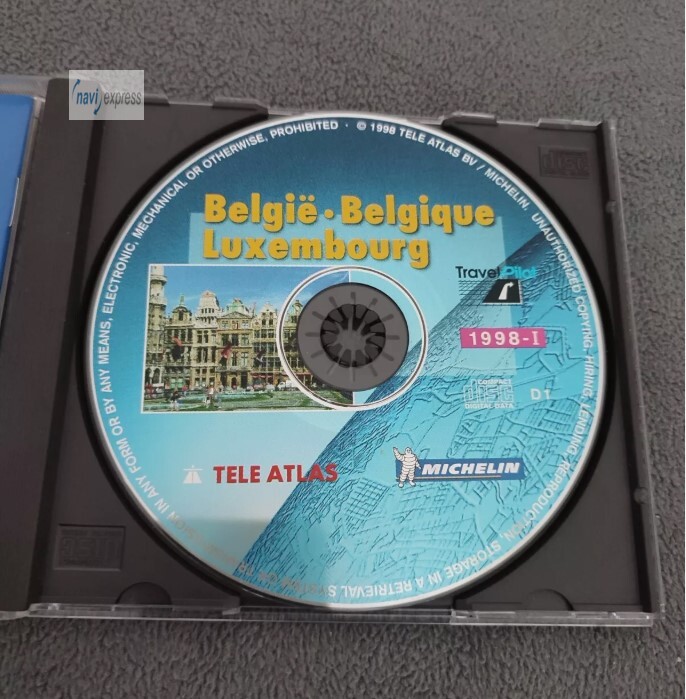 navi express
België · Belgique
Luxembourg
TravelPilot
1998-I
COMPACT
disc
DIGITAL DATA
D1
TELE ATLAS
MICHELIN
© 1998 TELE ATLAS BV / MICHELIN. UNAUTHORIZED COPYING, HIRING, LENDING, REPRODUCTION, STORAGE IN A RETRIEVAL SYSTEM OR IN ANY FORM OR BY ANY MEANS, ELECTRONIC, MECHANICAL OR OTHERWISE, PROHIBITED ·